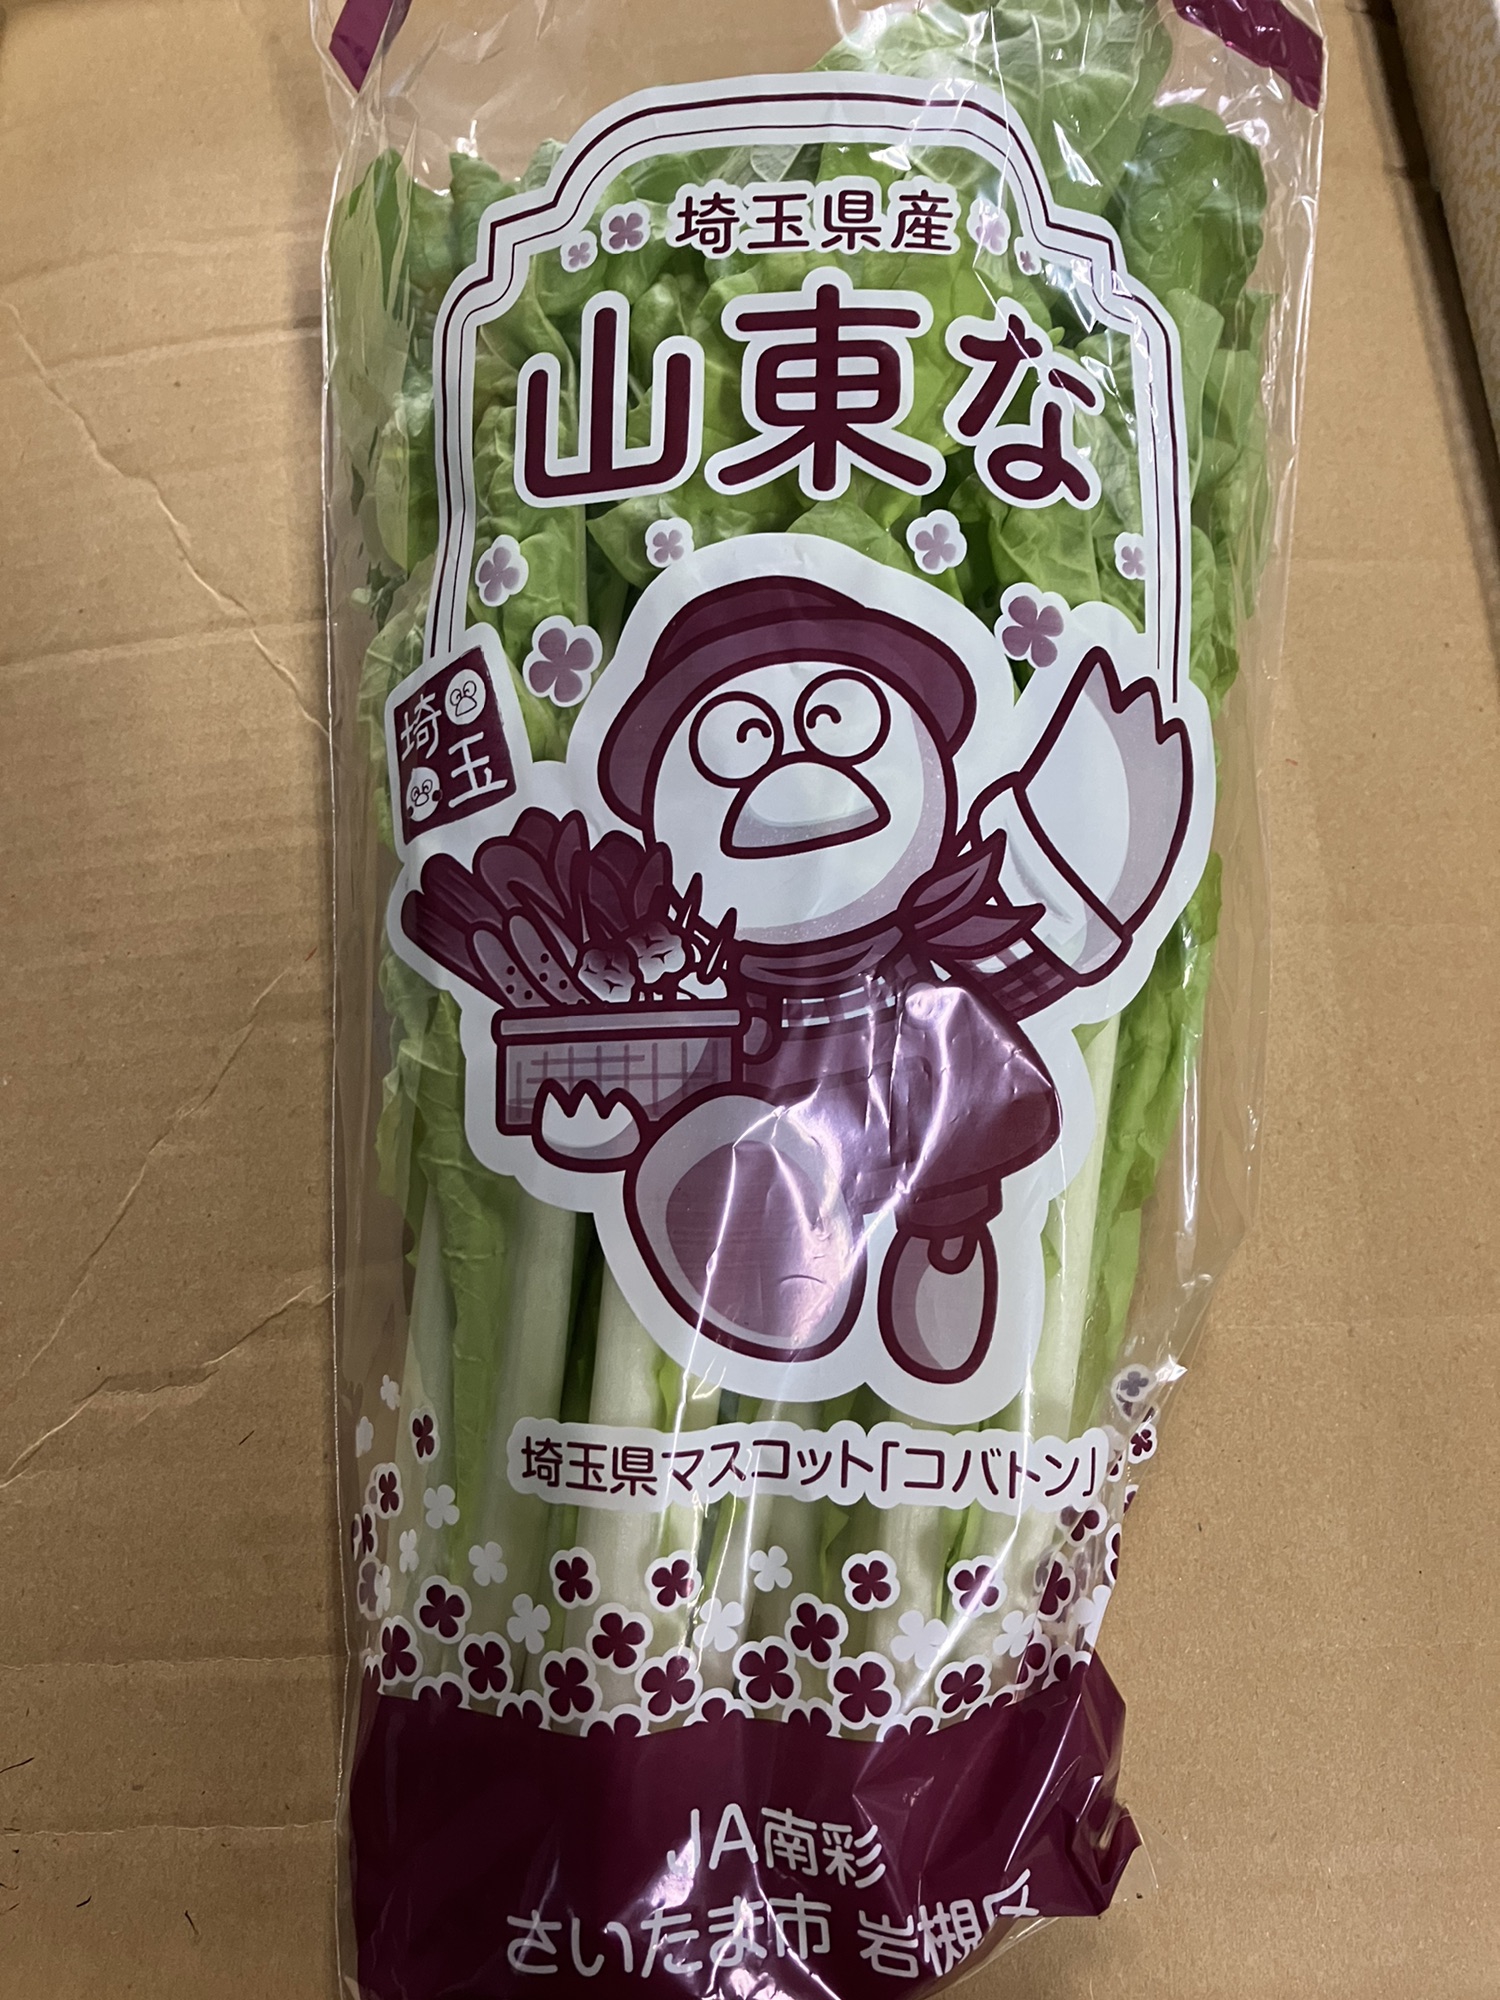 埼玉県産
山東な
埼玉
埼玉県マスコット「コバトン」
JA南彩
さいたま市 岩槻区